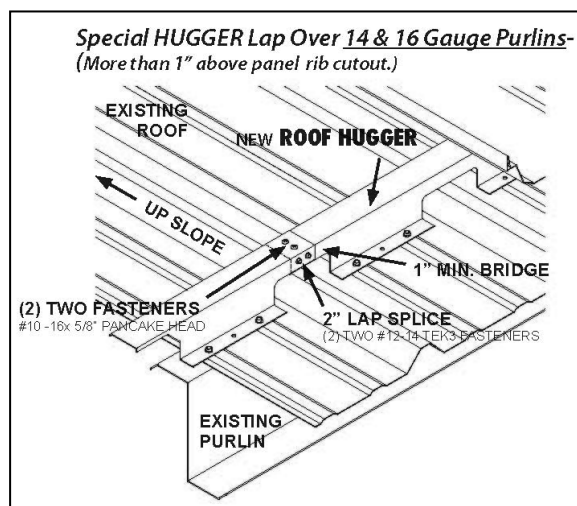 Special HUGGER Lap Over 14 & 16 Gauge Purlins-
(More than 1” above panel rib cutout.)
EXISTING
ROOF
NEW ROOF HUGGER
UP SLOPE
1” MIN. BRIDGE
(2) TWO FASTENERS
#10 -16x 5/8" PANCAKE HEAD
2” LAP SPLICE
(2) TWO #12-14 TEK3 FASTENERS
EXISTING
PURLIN